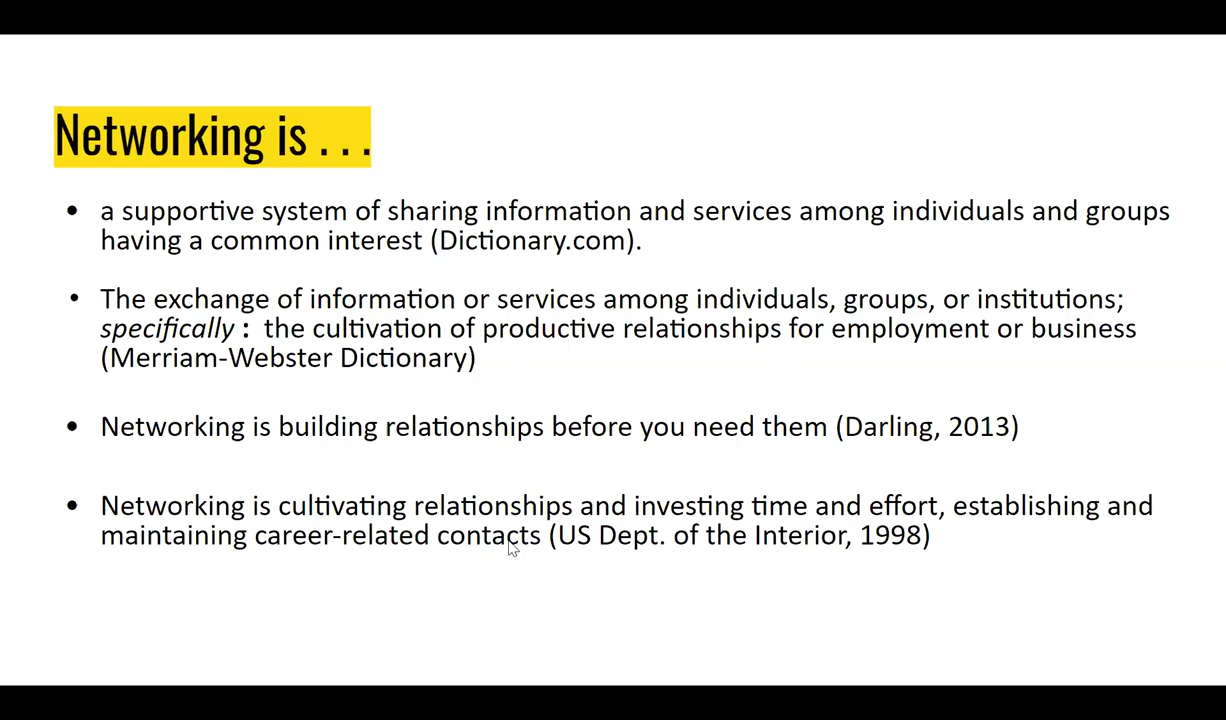 Networking is . . .
• a supportive system of sharing information and services among individuals and groups
having a common interest (Dictionary.com).
• The exchange of information or services among individuals, groups, or institutions;
specifically : the cultivation of productive relationships for employment or business
(Merriam-Webster Dictionary)
• Networking is building relationships before you need them (Darling, 2013)
• Networking is cultivating relationships and investing time and effort, establishing and
maintaining career-related contacts (US Dept. of the Interior, 1998)